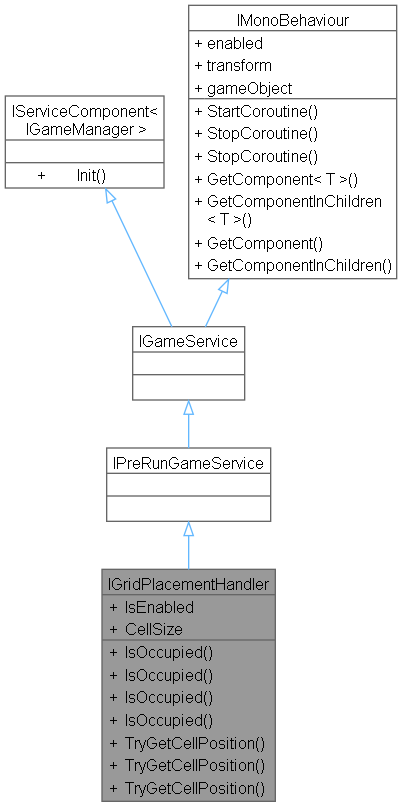 IMonoBehaviour
+ enabled
+ transform
+ gameObject
+ StartCoroutine()
+ StopCoroutine()
+ StopCoroutine()
+ GetComponent< T >()
+ GetComponentInChildren
< T >()
+ GetComponent()
+ GetComponentInChildren()
IServiceComponent<
IGameManager >
+ Init()
IGameService
IPreRunGameService
IGridPlacementHandler
+ IsEnabled
+ CellSize
+ IsOccupied()
+ IsOccupied()
+ IsOccupied()
+ IsOccupied()
+ TryGetCellPosition()
+ TryGetCellPosition()
+ TryGetCellPosition()